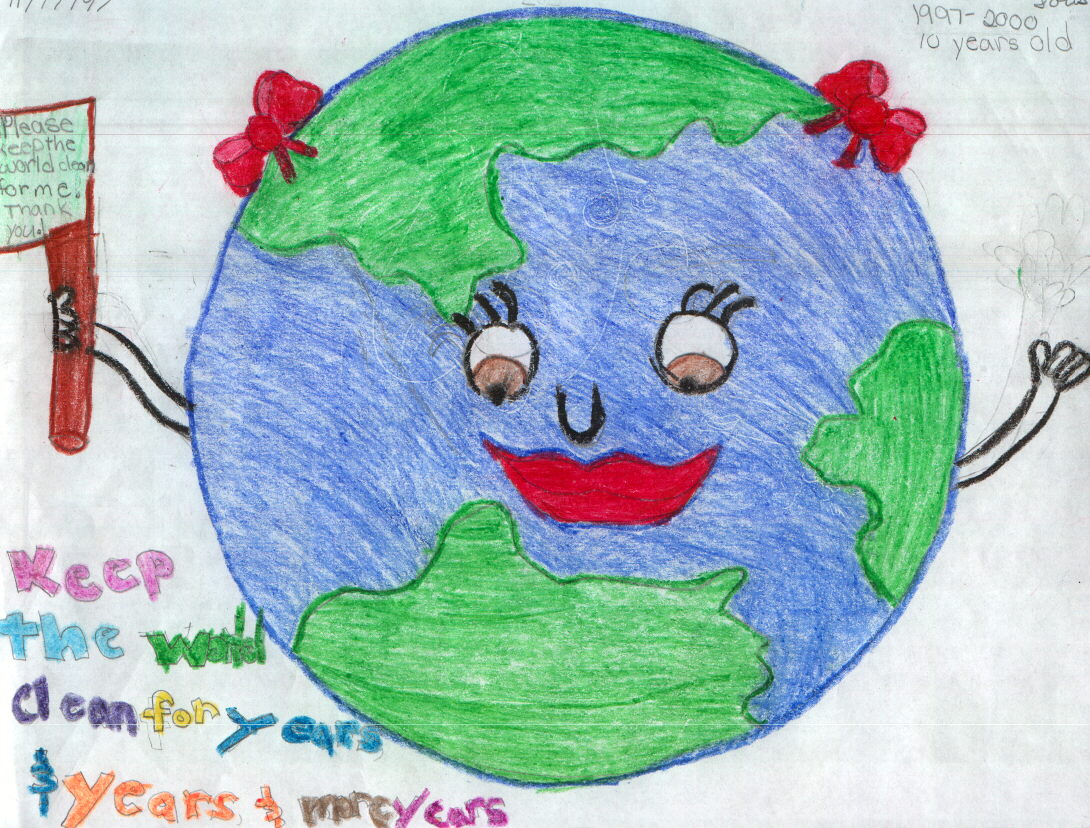 1997-2000
10 years old
Please
keep the
world clean
for me!
Thank
you!
Keep
the world
clean for years
& years & more years